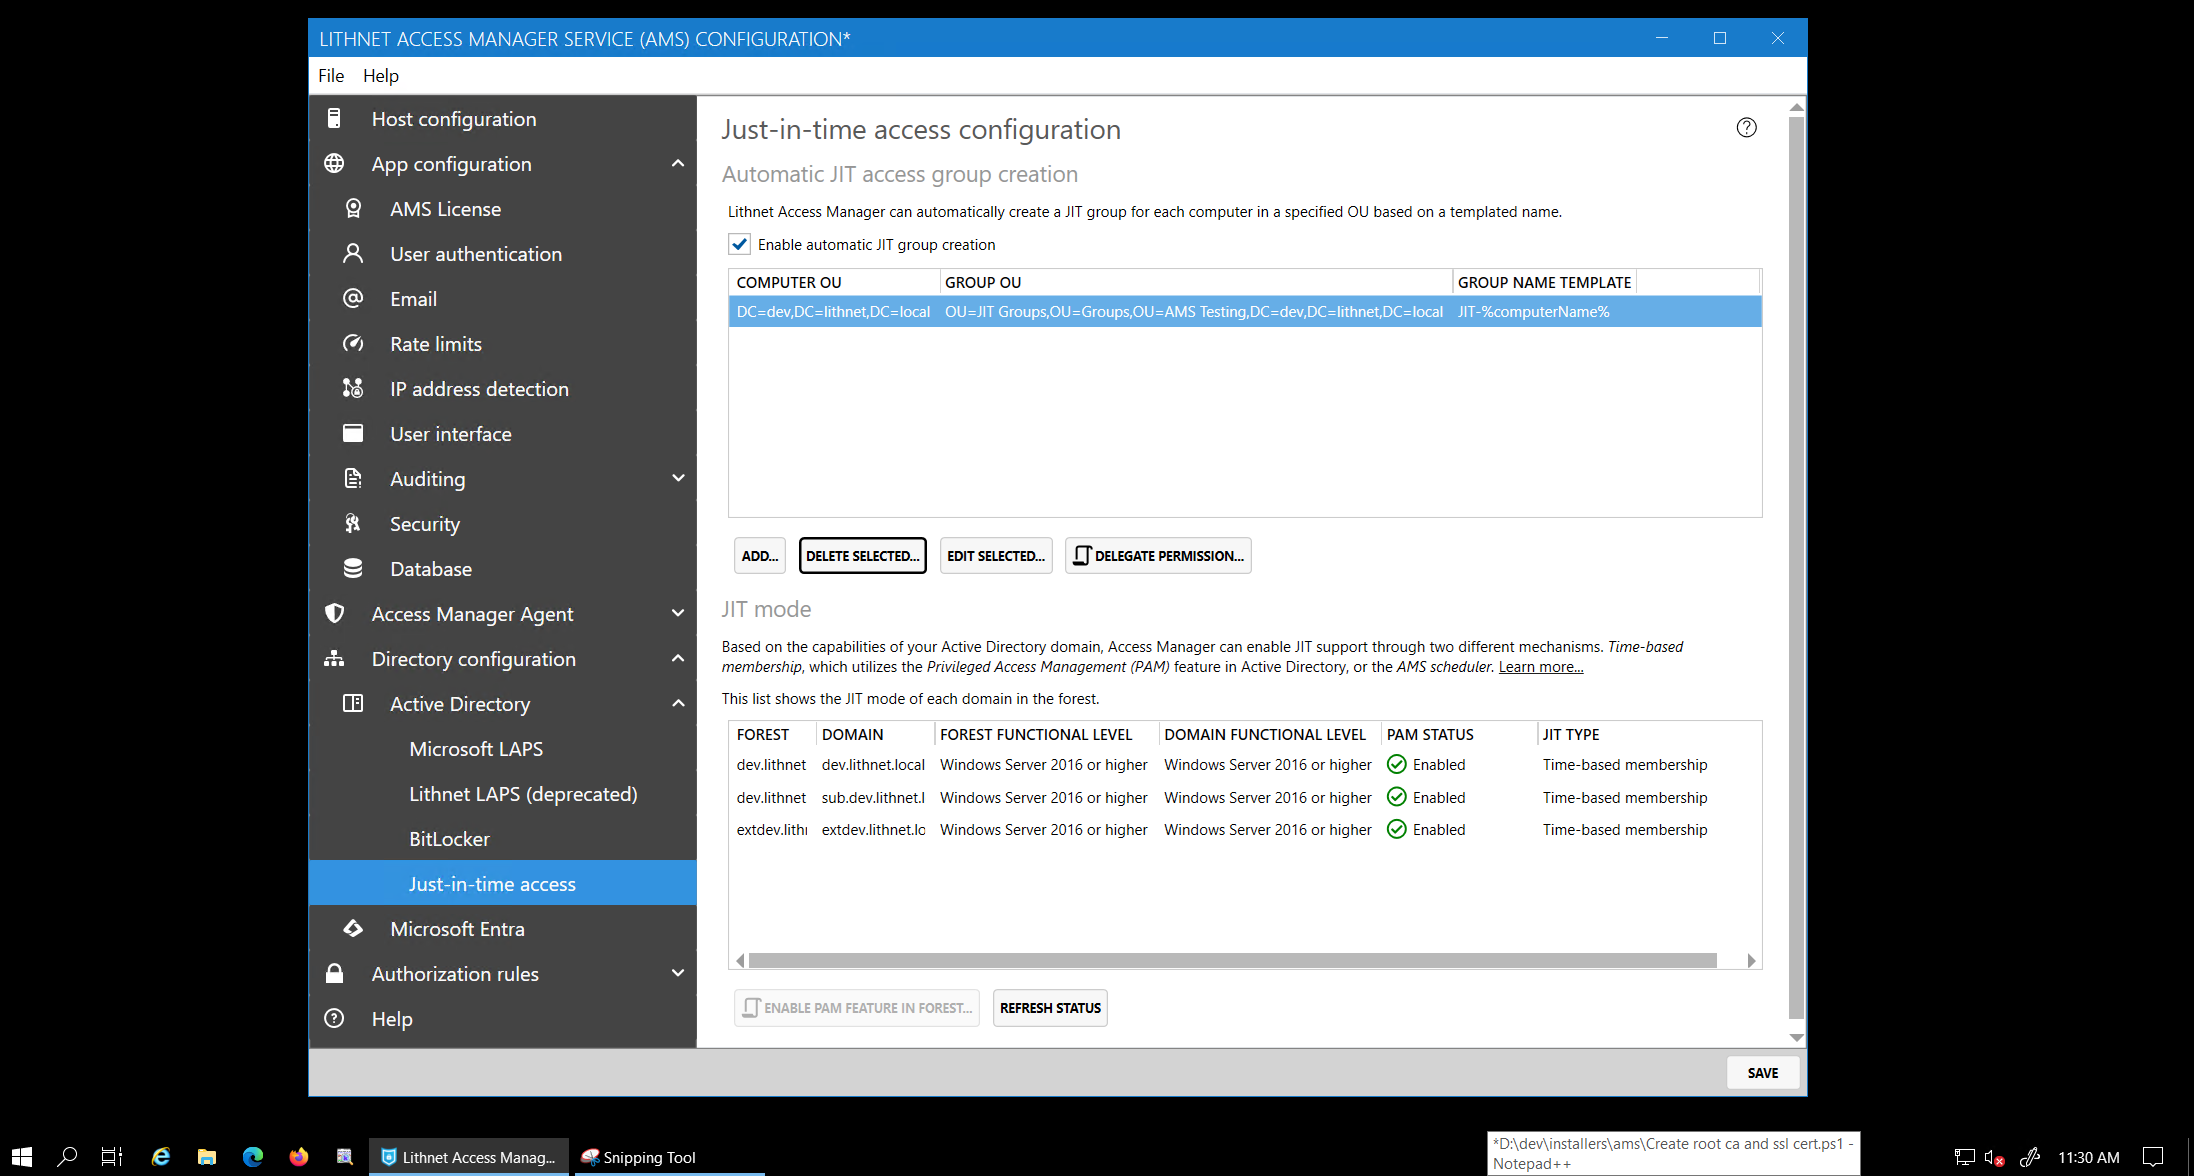 LITHNET ACCESS MANAGER SERVICE (AMS) CONFIGURATION*
File Help
Host configuration
App configuration
AMS License
User authentication
Email
Rate limits
IP address detection
User interface
Auditing
Security
Database
Access Manager Agent
Directory configuration
Active Directory
Microsoft LAPS
Lithnet LAPS (deprecated)
BitLocker
Just-in-time access
Microsoft Entra
Authorization rules
Help
Just-in-time access configuration
Automatic JIT access group creation
Lithnet Access Manager can automatically create a JIT group for each computer in a specified OU based on a templated name.
Enable automatic JIT group creation
COMPUTER OU GROUP OU GROUP NAME TEMPLATE
DC=dev,DC=lithnet,DC=local OU=JIT Groups,OU=Groups,OU=AMS Testing,DC=dev,DC=lithnet,DC=local JIT-%computerName%
ADD... DELETE SELECTED... EDIT SELECTED... DELEGATE PERMISSION...
JIT mode
Based on the capabilities of your Active Directory domain, Access Manager can enable JIT support through two different mechanisms. Time-based
membership, which utilizes the Privileged Access Management (PAM) feature in Active Directory, or the AMS scheduler. Learn more...
This list shows the JIT mode of each domain in the forest.
FOREST DOMAIN FOREST FUNCTIONAL LEVEL DOMAIN FUNCTIONAL LEVEL PAM STATUS JIT TYPE
dev.lithnet dev.lithnet.local Windows Server 2016 or higher Windows Server 2016 or higher Enabled Time-based membership
dev.lithnet sub.dev.lithnet.l Windows Server 2016 or higher Windows Server 2016 or higher Enabled Time-based membership
extdev.lith extdev.lithnet.lo Windows Server 2016 or higher Windows Server 2016 or higher Enabled Time-based membership
ENABLE PAM FEATURE IN FOREST... REFRESH STATUS
SAVE
Lithnet Access Manag... Snipping Tool
*D:\dev\installers\ams\Create root ca and ssl cert.ps1 -
Notepad++
11:30 AM